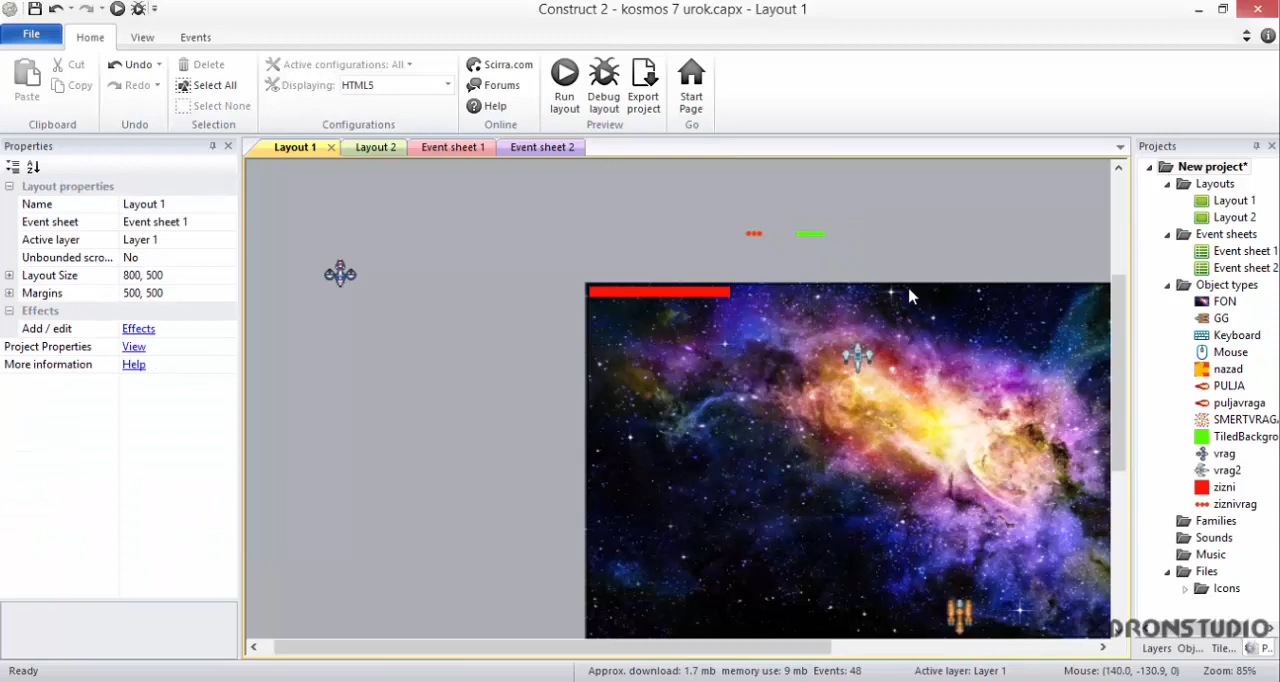 Construct 2 - kosmos 7 urok.capx - Layout 1
File
Home
View
Events
Paste
Cut
Copy
Clipboard
Undo
Redo
Undo
Delete
Select All
Select None
Selection
Active configurations: All
Displaying: HTML5
Configurations
Scirra.com
Forums
Help
Online
Run layout
Debug layout
Export project
Preview
Start Page
Go
Properties
Layout 1
Layout 2
Event sheet 1
Event sheet 2
Projects
Layout properties
Name Layout 1
Event sheet Event sheet 1
Active layer Layer 1
Unbounded scro... No
Layout Size 800, 500
Margins 500, 500
Effects
Add / edit Effects
Project Properties View
More information Help
New project*
Layouts
Layout 1
Layout 2
Event sheets
Event sheet 1
Event sheet 2
Object types
FON
GG
Keyboard
Mouse
nazad
PULJA
puljavraga
SMERTVRAGA
TiledBackgro
vrag
vrag2
zizni
ziznivrag
Families
Sounds
Music
Files
Icons
DRONSTUDIO
Layers Obj... Tile... P...
Ready
Approx. download: 1.7 mb memory use: 9 mb Events: 48
Active layer: Layer 1
Mouse: (140.0, -130.9, 0)
Zoom: 85%